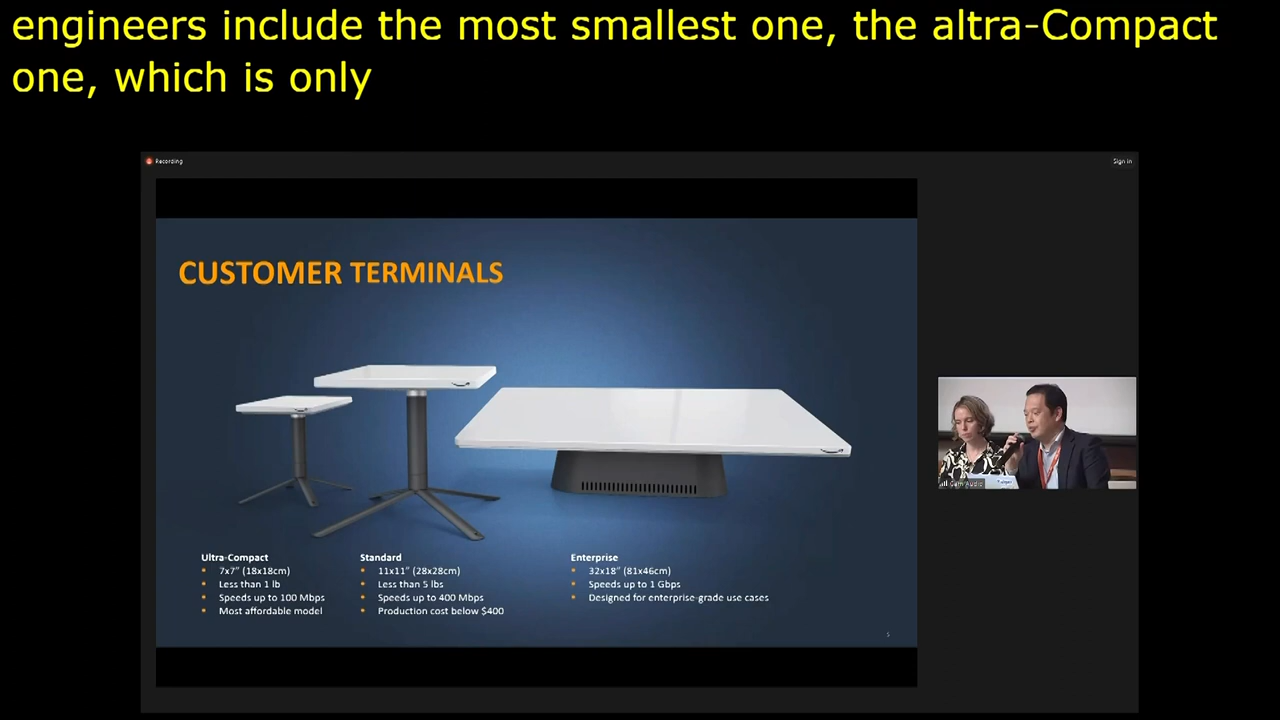 engineers include the most smallest one, the altra-Compact
one, which is only
Recording
Sign in
CUSTOMER TERMINALS
Ultra-Compact
• 7x7" (18x18cm)
• Less than 1 lb
• Speeds up to 100 Mbps
• Most affordable model
Standard
• 11x11" (28x28cm)
• Less than 5 lbs
• Speeds up to 400 Mbps
• Production cost below $400
Enterprise
• 32x18" (81x46cm)
• Speeds up to 1 Gbps
• Designed for enterprise-grade use cases
5